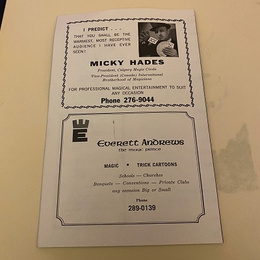 I PREDICT . . .
THAT YOU SHALL BE THE
WARMEST, MOST RECEPTIVE
AUDIENCE I HAVE EVER
SEEN!
MICKY HADES
President, Calgary Magic Circle
Vice-President (Canada) International
Brotherhood of Magicians
FOR PROFESSIONAL MAGICAL ENTERTAINMENT TO SUIT
ANY OCCASION
Phone 276-9044
Everett Andrews
the magic prince
MAGIC * TRICK CARTOONS
Schools — Churches
Banquets — Conventions — Private Clubs
any occasion Big or Small
Phone
289-0139